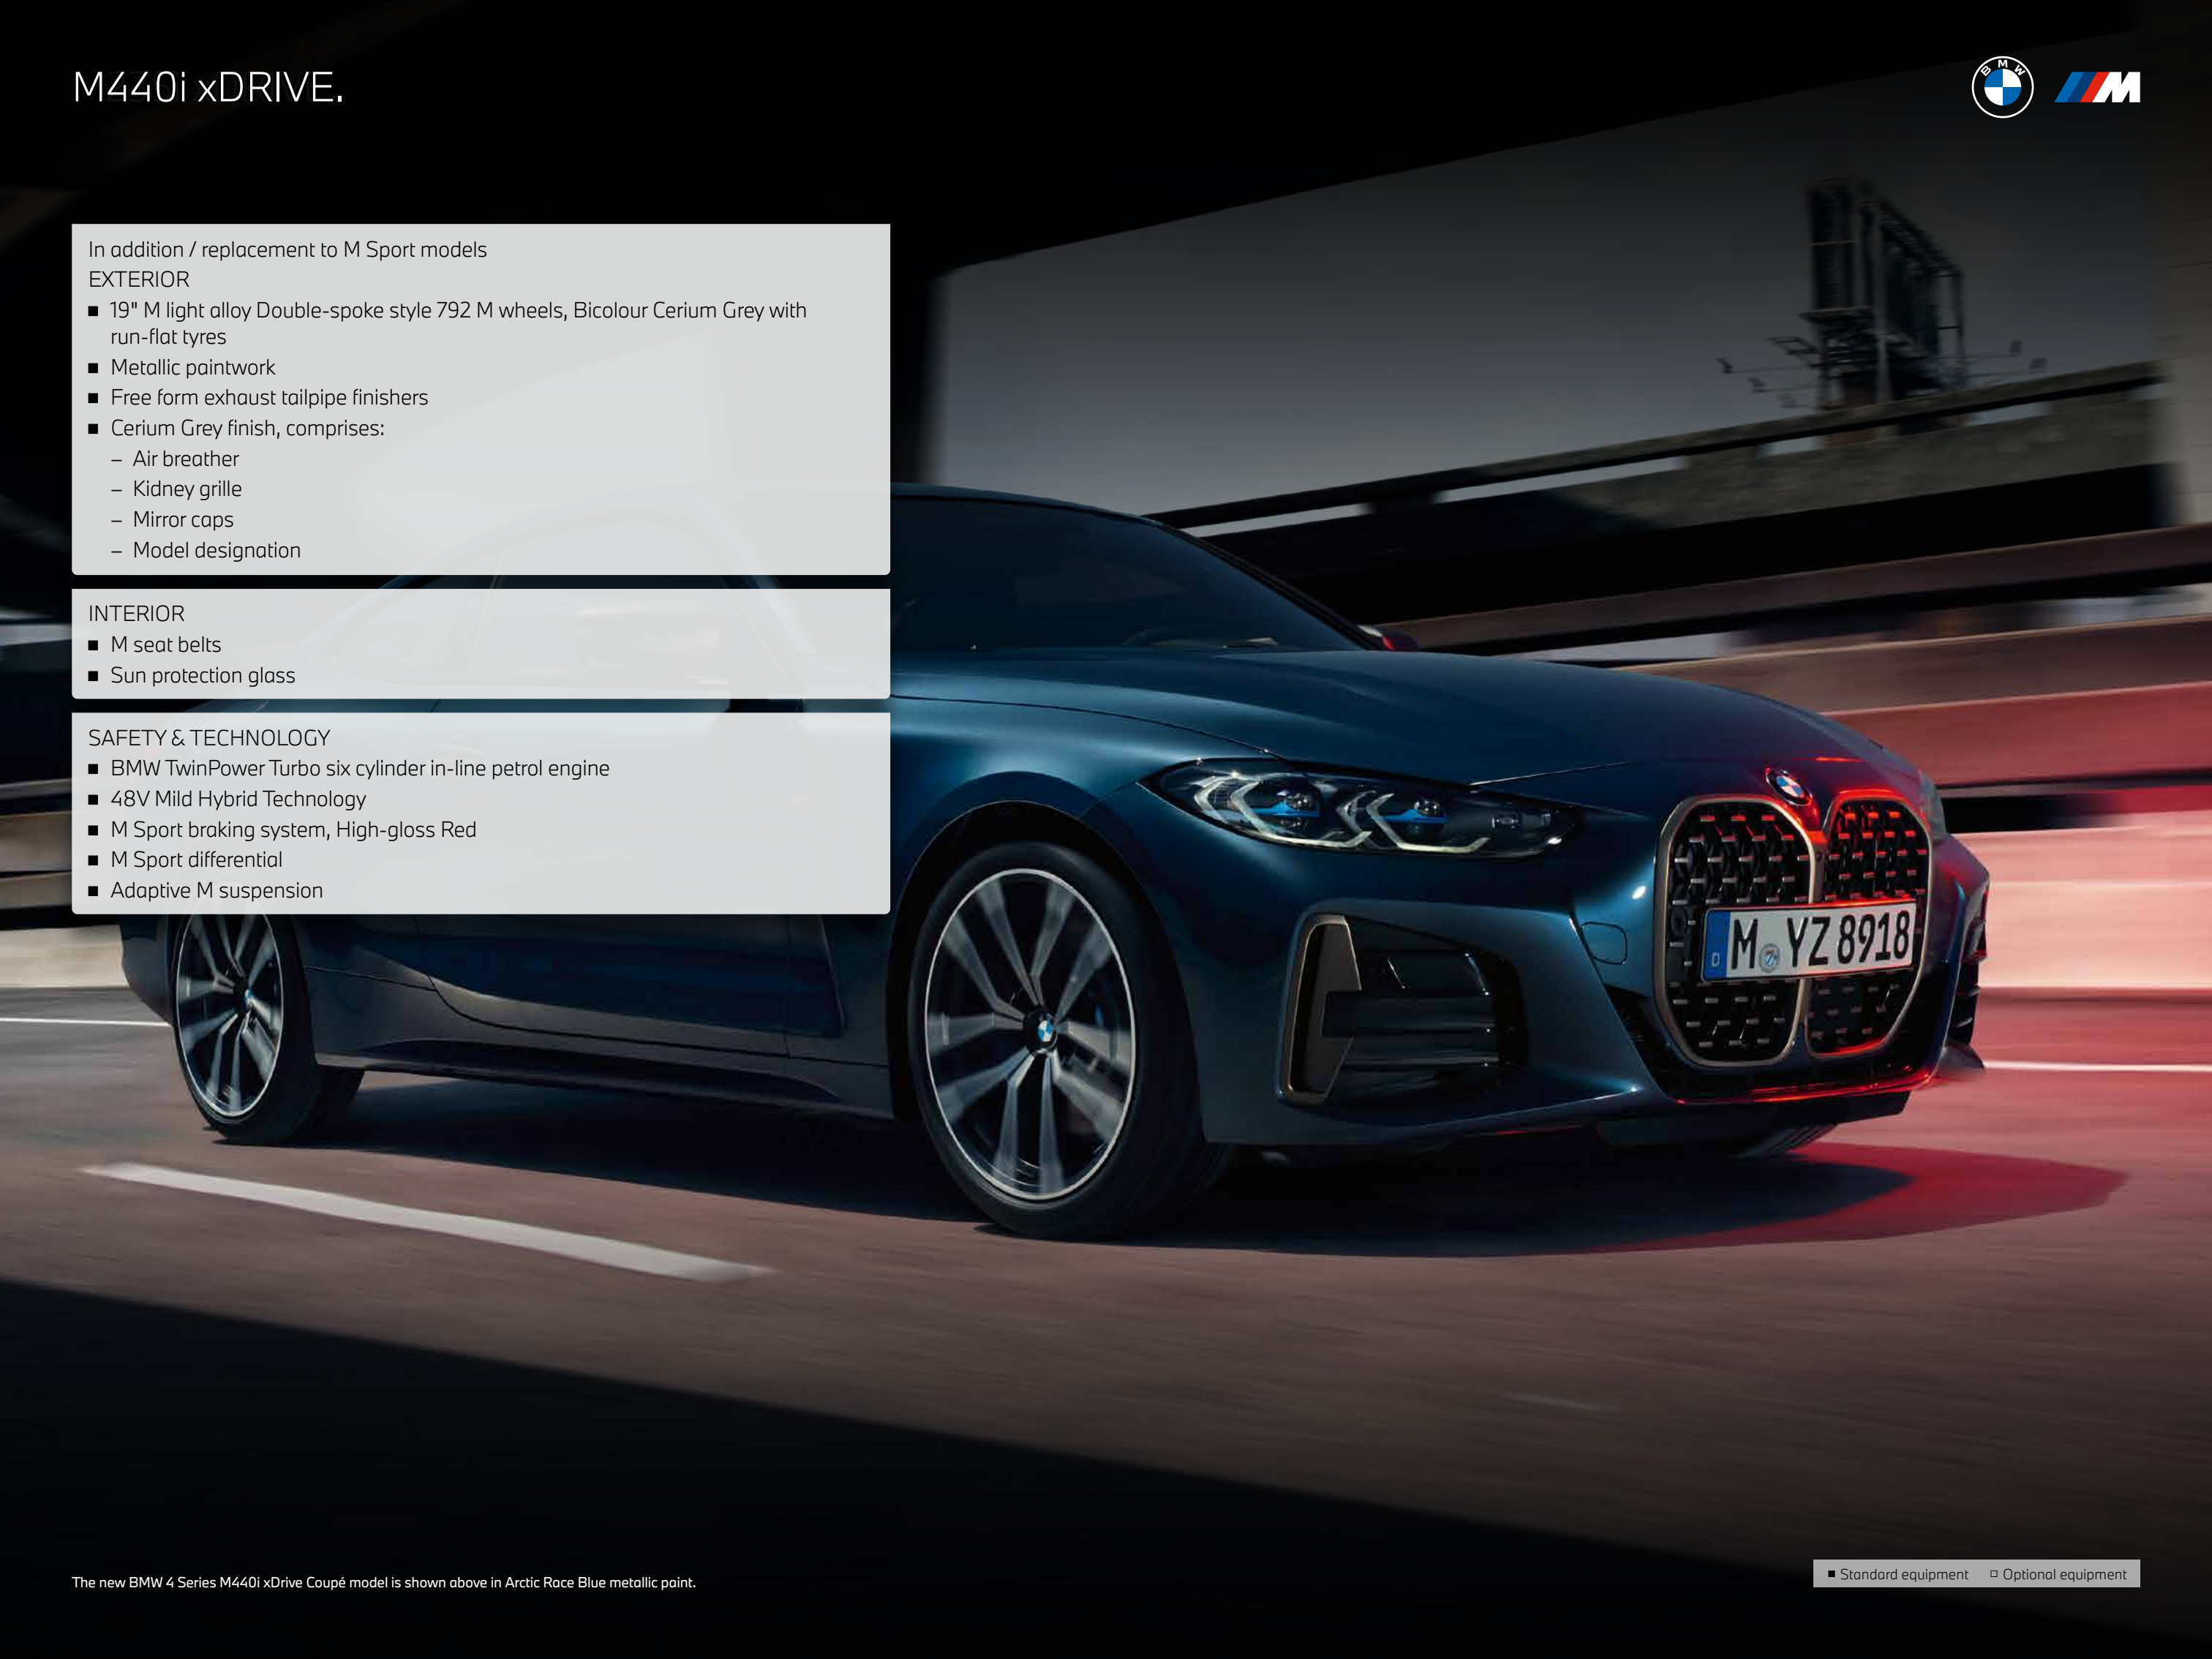 M440i xDRIVE.
BMW
M
In addition / replacement to M Sport models
EXTERIOR
■ 19" M light alloy Double-spoke style 792 M wheels, Bicolour Cerium Grey with
run-flat tyres
■ Metallic paintwork
■ Free form exhaust tailpipe finishers
■ Cerium Grey finish, comprises:
– Air breather
– Kidney grille
– Mirror caps
– Model designation
INTERIOR
■ M seat belts
■ Sun protection glass
SAFETY & TECHNOLOGY
■ BMW TwinPower Turbo six cylinder in-line petrol engine
■ 48V Mild Hybrid Technology
■ M Sport braking system, High-gloss Red
■ M Sport differential
■ Adaptive M suspension
D M YZ 8918
The new BMW 4 Series M440i xDrive Coupé model is shown above in Arctic Race Blue metallic paint.
■ Standard equipment □ Optional equipment